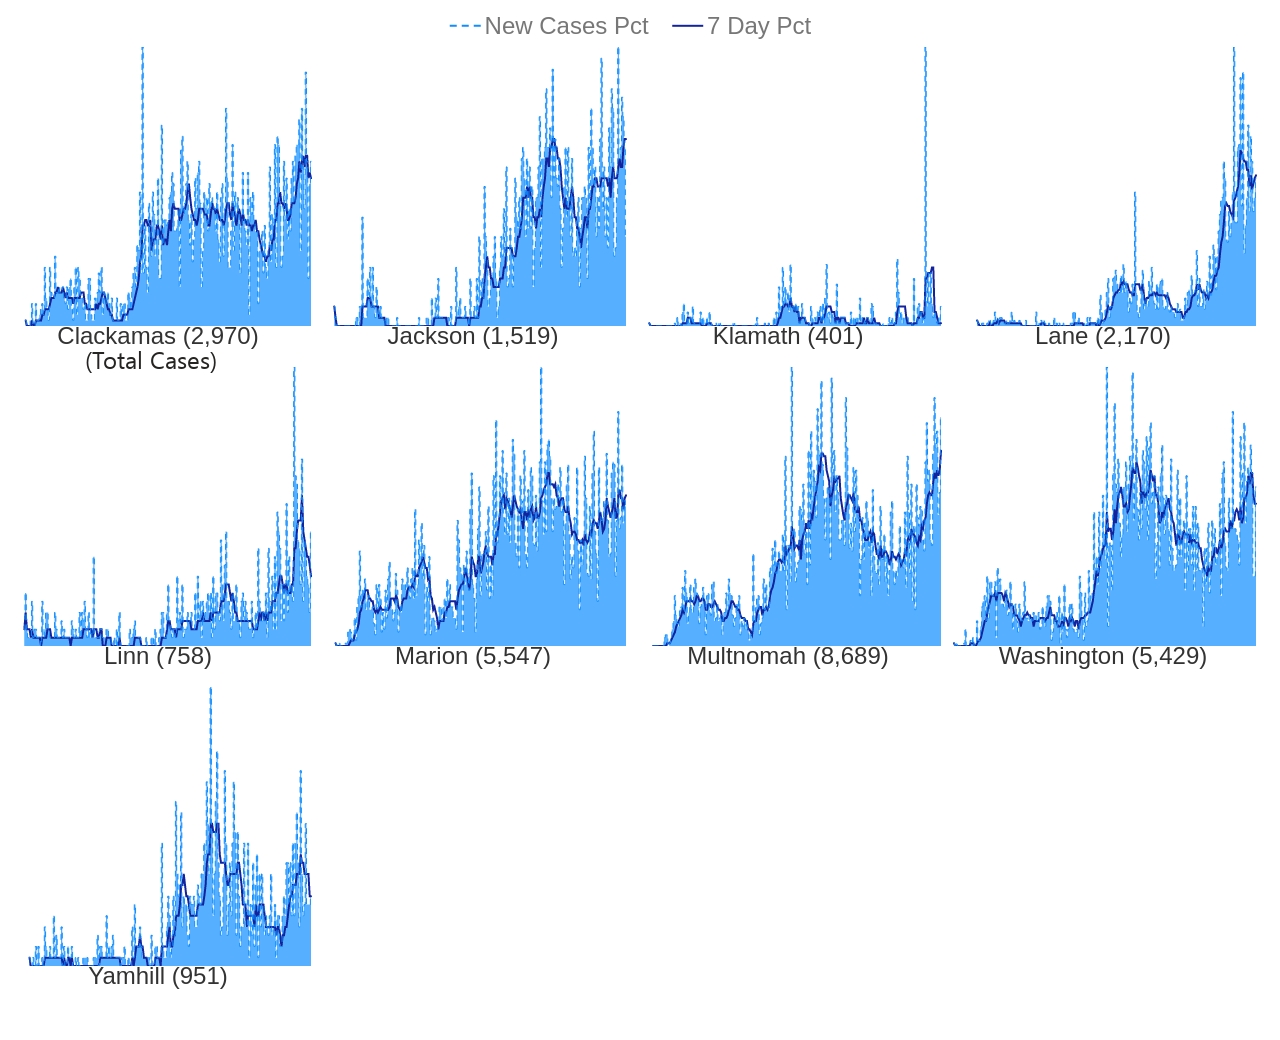 New Cases Pct 7 Day Pct
Clackamas (2,970) Jackson (1,519) Klamath (401) Lane (2,170)
(Total Cases)
Linn (758) Marion (5,547) Multnomah (8,689) Washington (5,429)
Yamhill (951)